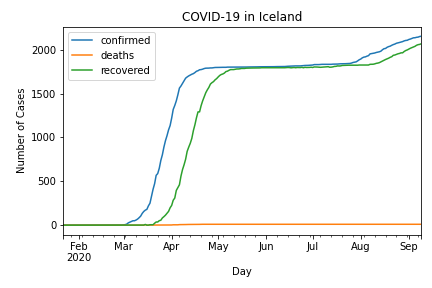 COVID-19 in Iceland
confirmed
deaths
recovered
Number of Cases
2000
1500
1000
500
0
Feb Mar Apr May Jun Jul Aug Sep
2020
Day